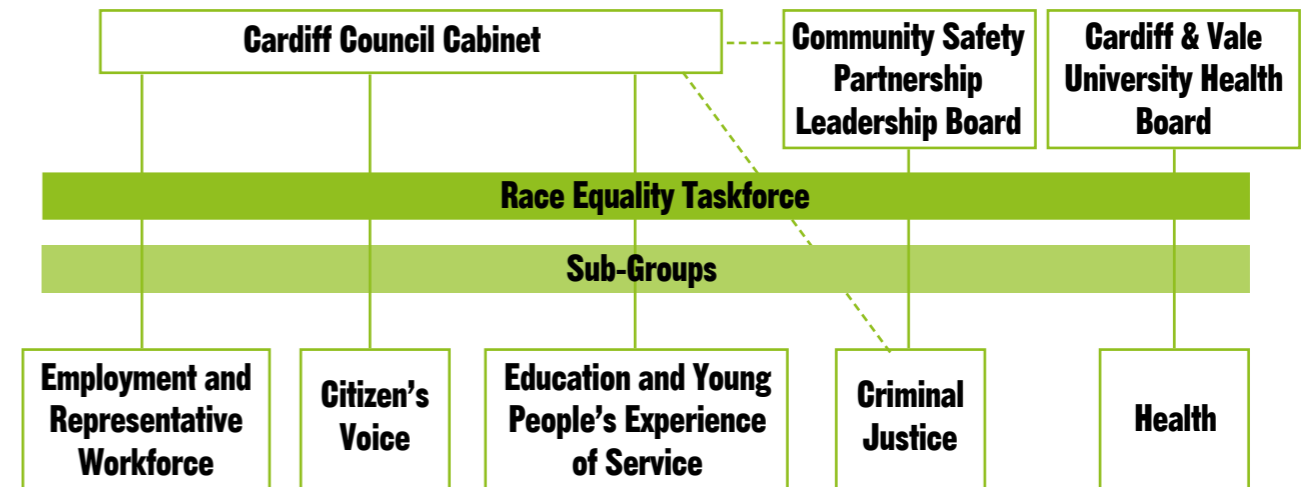 Cardiff Council Cabinet
Community Safety
Partnership
Leadership Board
Cardiff & Vale
University Health
Board
Race Equality Taskforce
Sub-Groups
Employment and
Representative
Workforce
Citizen’s
Voice
Education and Young
People’s Experience
of Service
Criminal
Justice
Health